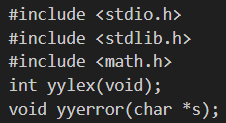 #include <stdio.h>
#include <stdlib.h>
#include <math.h>
int yylex(void);
void yyerror(char *s);